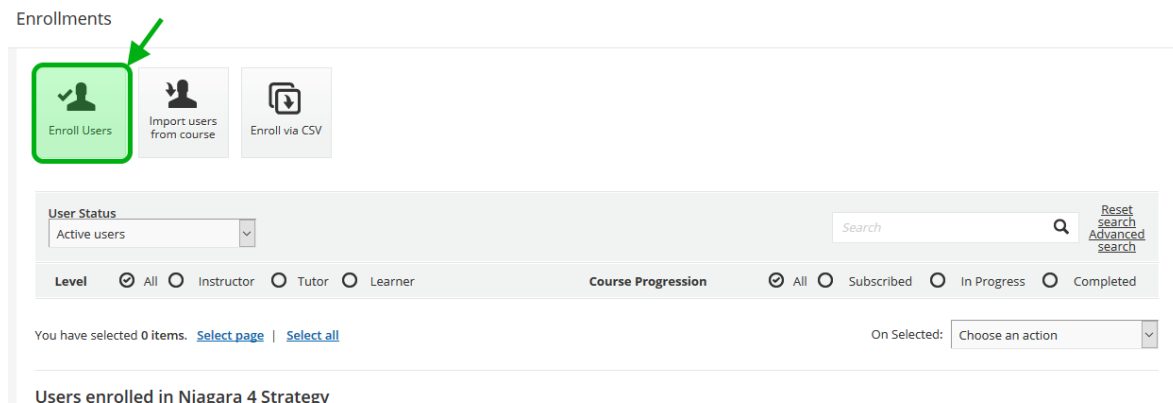 Enrollments
Enroll Users
Import users
from course
Enroll via CSV
User Status
Active users
Search
Reset
search
Advanced
search
Level All Instructor Tutor Learner Course Progression All Subscribed In Progress Completed
You have selected 0 items. Select page | Select all On Selected: Choose an action
Users enrolled in Niagara 4 Strategy